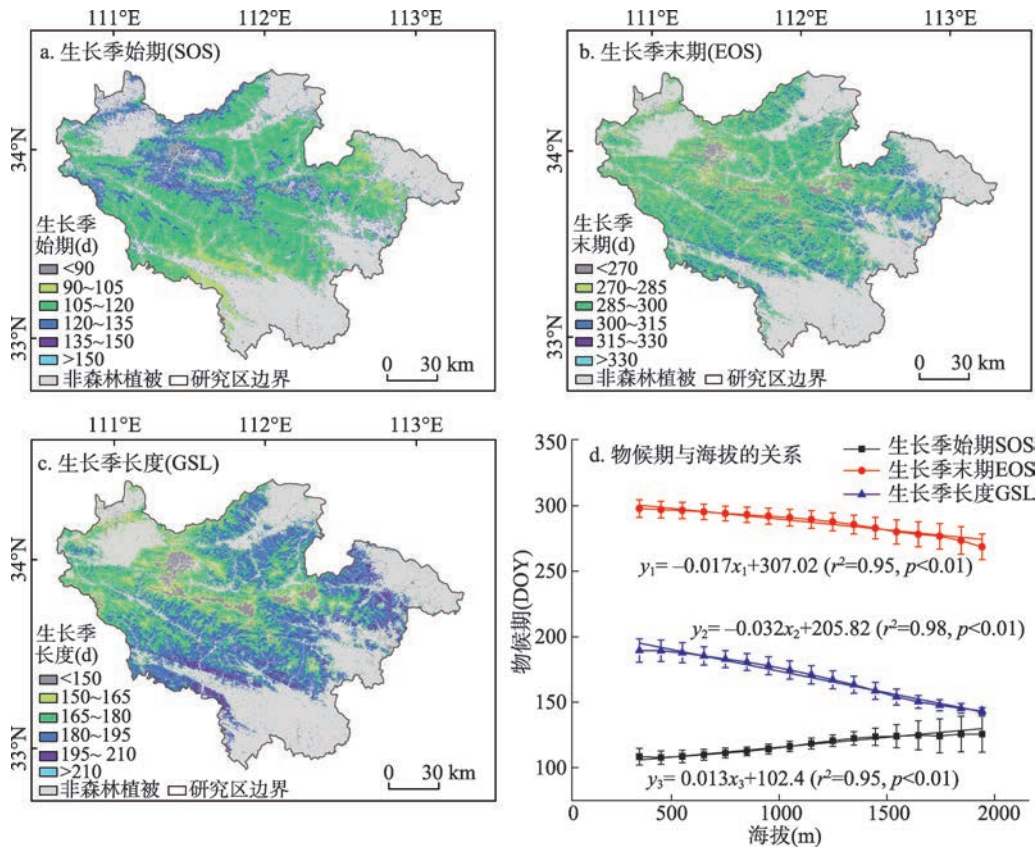 111°E 112°E 113°E
a. 生长季始期(SOS)
34°N
33°N
生长季
始期(d)
<90
90~105
105~120
120~135
135~150
>150
非森林植被 研究区边界
0 30 km
111°E 112°E 113°E
b. 生长季末期(EOS)
34°N
33°N
生长季
末期(d)
<270
270~285
285~300
300~315
315~330
>330
非森林植被 研究区边界
0 30 km
111°E 112°E 113°E
c. 生长季长度(GSL)
34°N
33°N
生长季
长度(d)
<150
150~165
165~180
180~195
195~ 210
>210
非森林植被 研究区边界
0 30 km
d. 物候期与海拔的关系
生长季始期SOS
生长季末期EOS
生长季长度GSL
y₁= −0.017x₁+307.02 (r²=0.95, p<0.01)
y₂= −0.032x₂+205.82 (r²=0.98, p<0.01)
y₃= 0.013x₃+102.4 (r²=0.95, p<0.01)
350
300
250
200
150
100
物候期(DOY)
0 500 1000 1500 2000
海拔(m)